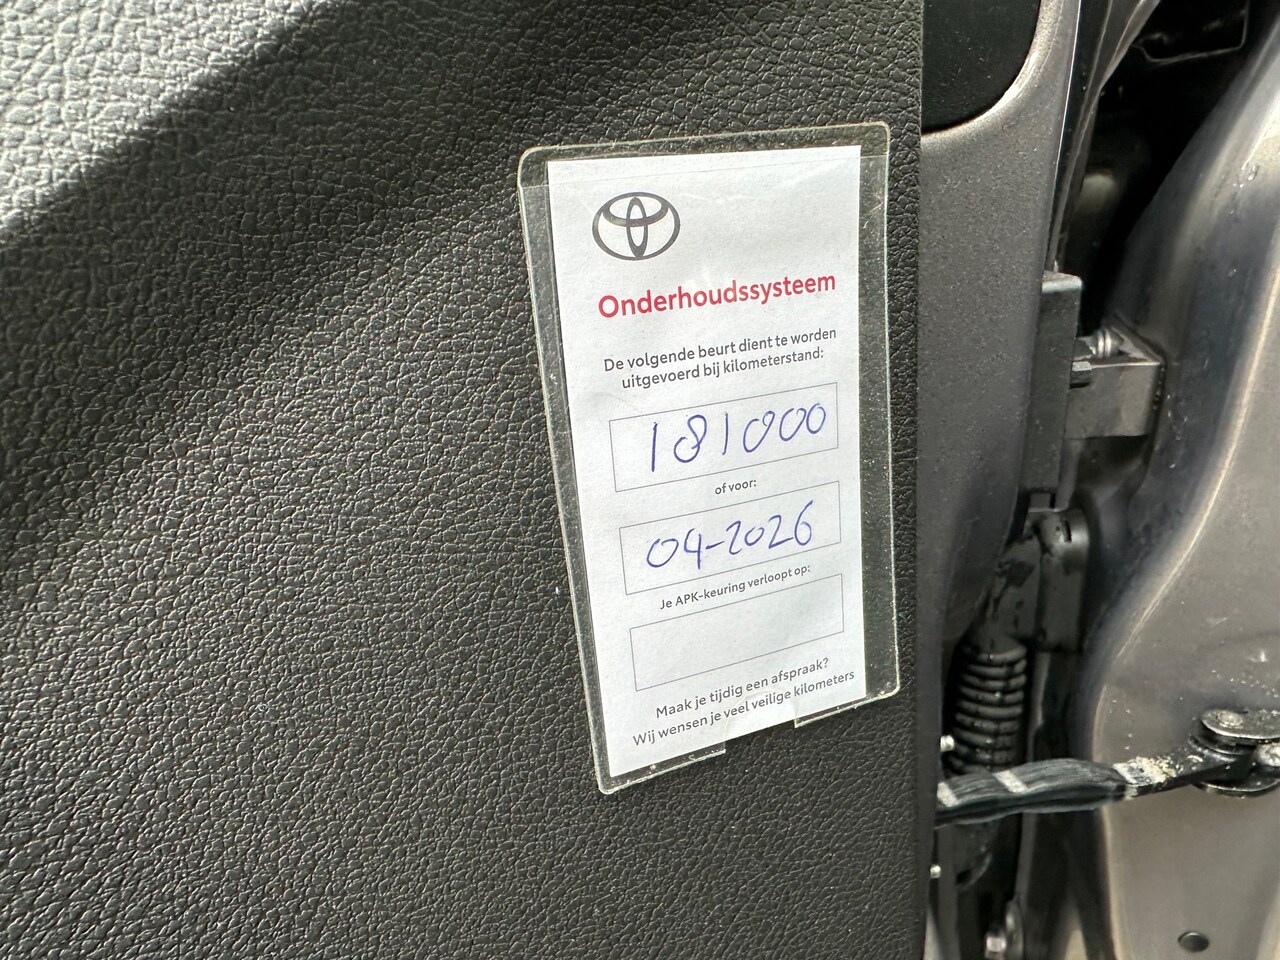 Onderhoudssysteem
De volgende beurt dient te worden
uitgevoerd bij kilometerstand:
181000
of voor:
04-2026
Je APK-keuring verloopt op:
Maak je tijdig een afspraak?
Wij wensen je veel veilige kilometers